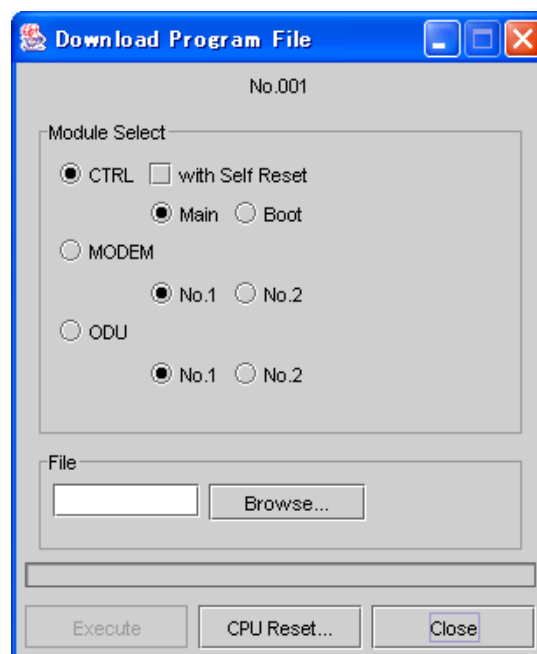 Download Program File
No.001
Module Select
CTRL with Self Reset
Main Boot
MODEM
No.1 No.2
ODU
No.1 No.2
File
Browse...
Execute CPU Reset... Close